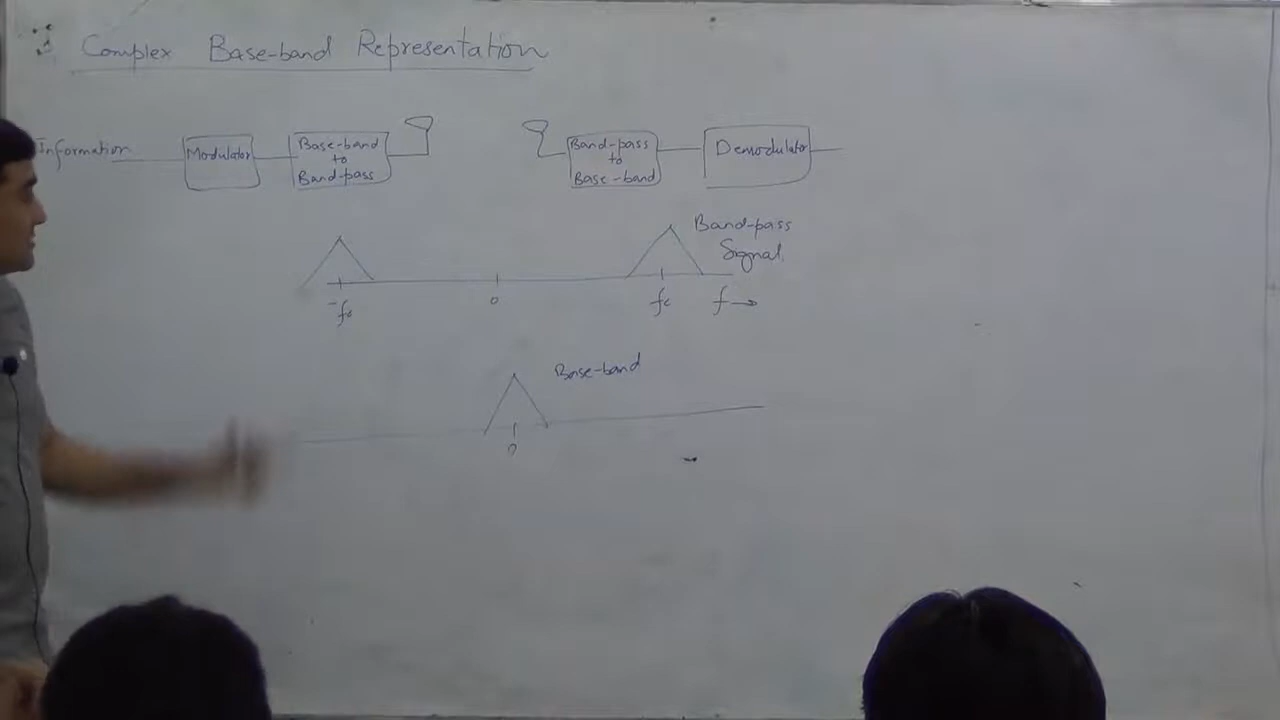 Complex Base-band Representation
Information
Modulator
Base-band
to
Band-pass
Band-pass
to
Base-band
Demodulator
Band-pass
Signal
-fc
0
fc
f→
Base-band
0